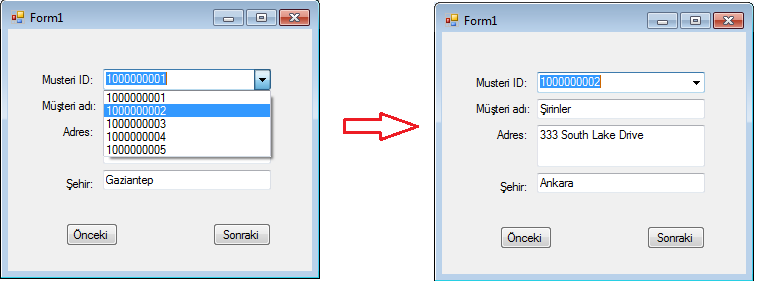 Form1
Musteri ID: 1000000001
1000000001
1000000002
1000000003
1000000004
1000000005
Müşteri adı:
Adres:
Şehir: Gaziantep
Önceki Sonraki
Form1
Musteri ID: 1000000002
Müşteri adı: Şirinler
Adres: 333 South Lake Drive
Şehir: Ankara
Önceki Sonraki